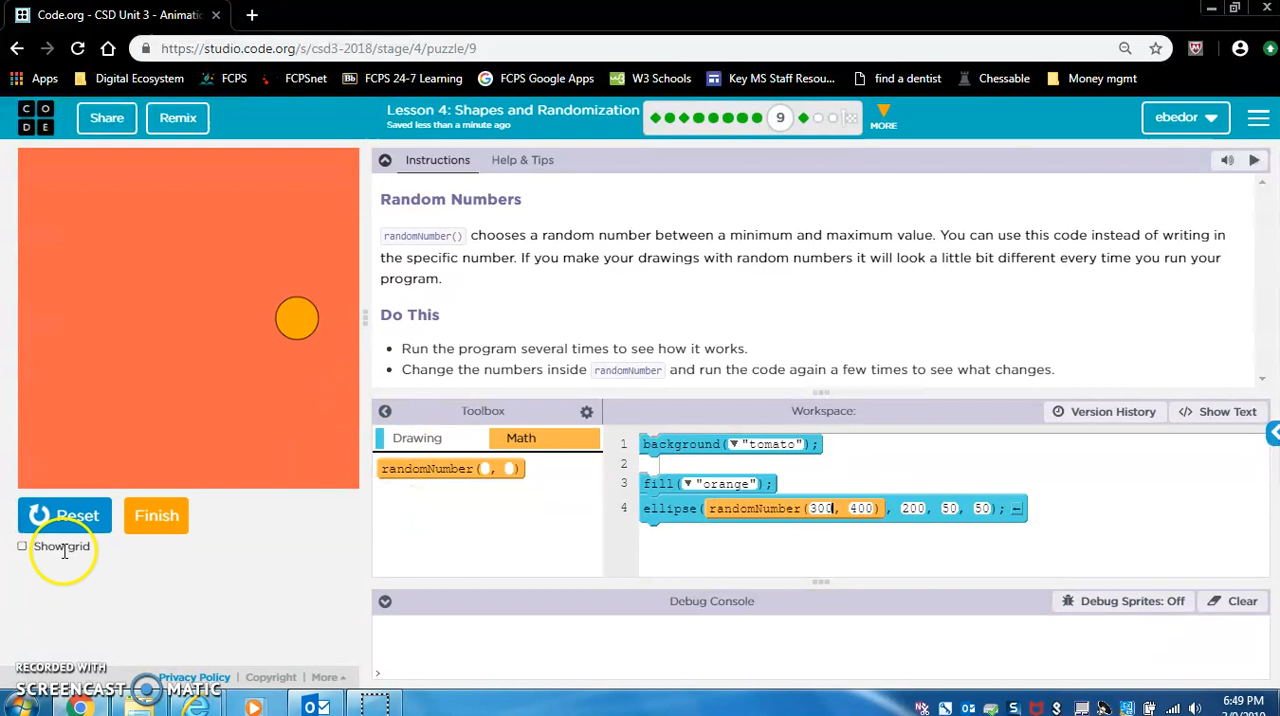 Code.org - CSD Unit 3 - Animatic
https://studio.code.org/s/csd3-2018/stage/4/puzzle/9
Apps Digital Ecosystem FCPS FCPSnet Bb FCPS 24-7 Learning FCPS Google Apps W3 Schools Key MS Staff Resou... find a dentist Chessable Money mgmt
CODE Share Remix Lesson 4: Shapes and Randomization 9 MORE ebedor
Saved less than a minute ago
Instructions Help & Tips
Random Numbers
randomNumber() chooses a random number between a minimum and maximum value. You can use this code instead of writing in
the specific number. If you make your drawings with random numbers it will look a little bit different every time you run your
program.
Do This
• Run the program several times to see how it works.
• Change the numbers inside randomNumber and run the code again a few times to see what changes.
Toolbox Workspace: Version History </> Show Text
Drawing Math
randomNumber( , )
1 background( "tomato");
2
3 fill( "orange");
4 ellipse( randomNumber(300, 400) , 200, 50, 50);
Reset Finish
Show grid
Debug Console Debug Sprites: Off Clear
>
RECORDED WITH
SCREENCAST MATIC
Privacy Policy | Copyright | More
6:49 PM